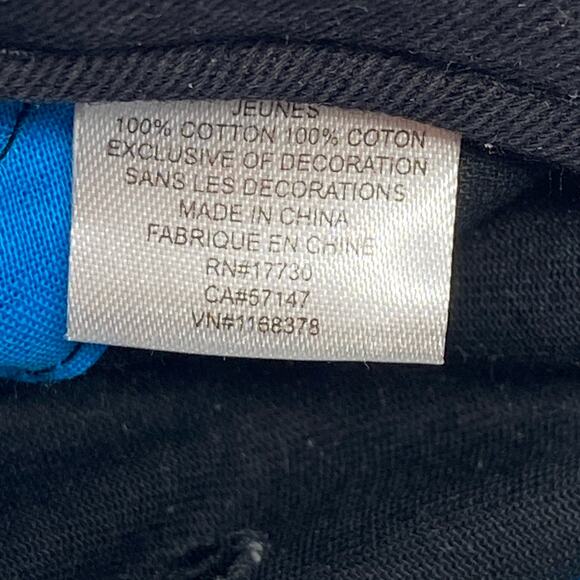 JEUNES
100% COTTON 100% COTON
EXCLUSIVE OF DECORATION
SANS LES DECORATIONS
MADE IN CHINA
FABRIQUE EN CHINE
RN#17730
CA#57147
VN#1168378